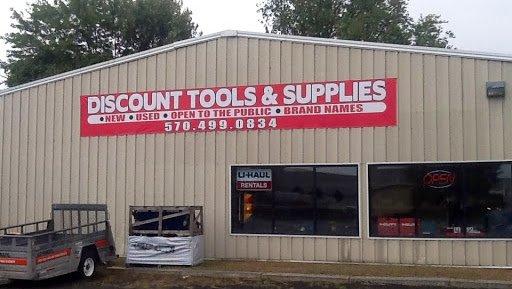 DISCOUNT TOOLS & SUPPLIES
• NEW • USED • OPEN TO THE PUBLIC • BRAND NAMES
570.499.0834
U-HAUL
RENTALS
OPEN